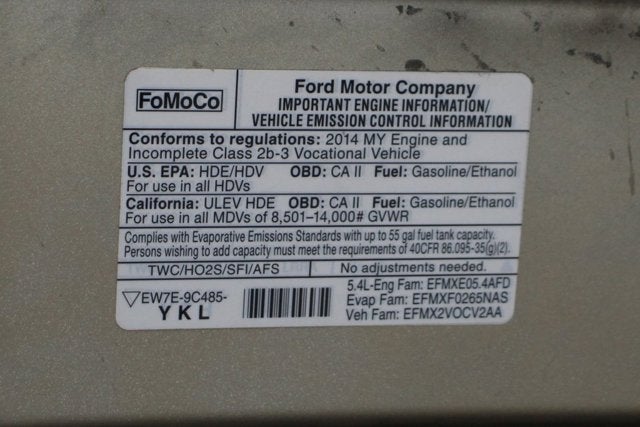 FoMoCo
Ford Motor Company
IMPORTANT ENGINE INFORMATION/
VEHICLE EMISSION CONTROL INFORMATION
Conforms to regulations: 2014 MY Engine and
Incomplete Class 2b-3 Vocational Vehicle
U.S. EPA: HDE/HDV OBD: CA II Fuel: Gasoline/Ethanol
For use in all HDVs
California: ULEV HDE OBD: CA II Fuel: Gasoline/Ethanol
For use in all MDVs of 8,501-14,000# GVWR
Complies with Evaporative Emissions Standards with up to 55 gal fuel tank capacity.
Persons wishing to add capacity must meet the requirements of 40CFR 86.095-35(g)(2).
TWC/HO2S/SFI/AFS No adjustments needed.
EW7E-9C485-
YKL
5.4L-Eng Fam: EFMXE05.4AFD
Evap Fam: EFMXF0265NAS
Veh Fam: EFMX2VOCV2AA